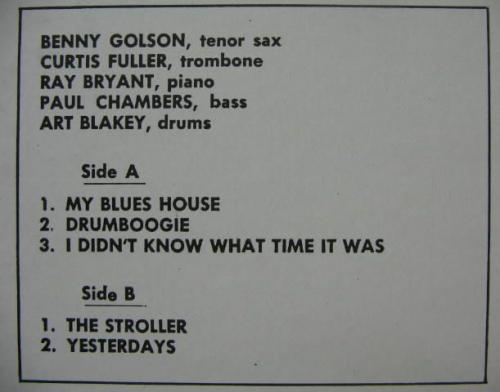 BENNY GOLSON, tenor sax
CURTIS FULLER, trombone
RAY BRYANT, piano
PAUL CHAMBERS, bass
ART BLAKEY, drums
Side A
1. MY BLUES HOUSE
2. DRUMBOOGIE
3. I DIDN'T KNOW WHAT TIME IT WAS
Side B
1. THE STROLLER
2. YESTERDAYS